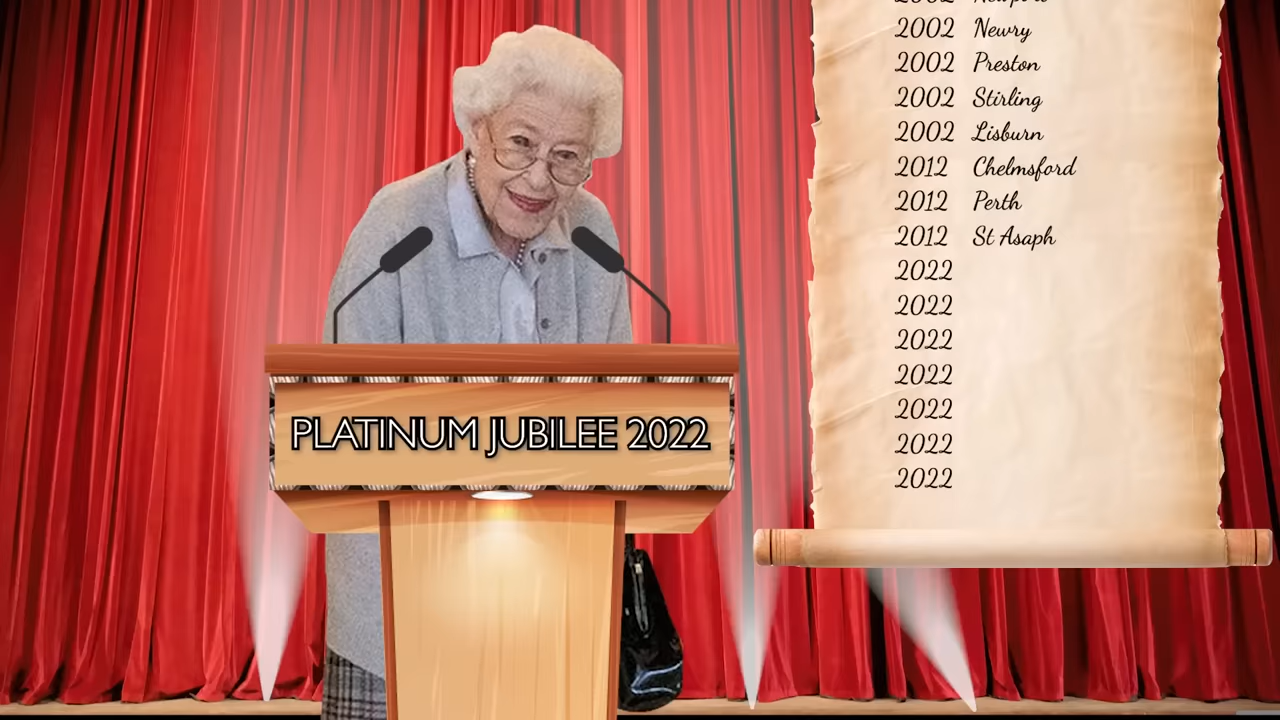 2002 Newry
2002 Preston
2002 Stirling
2002 Lisburn
2012 Chelmsford
2012 Perth
2012 St Asaph
2022
2022
2022
2022
2022
2022
2022
PLATINUM JUBILEE 2022